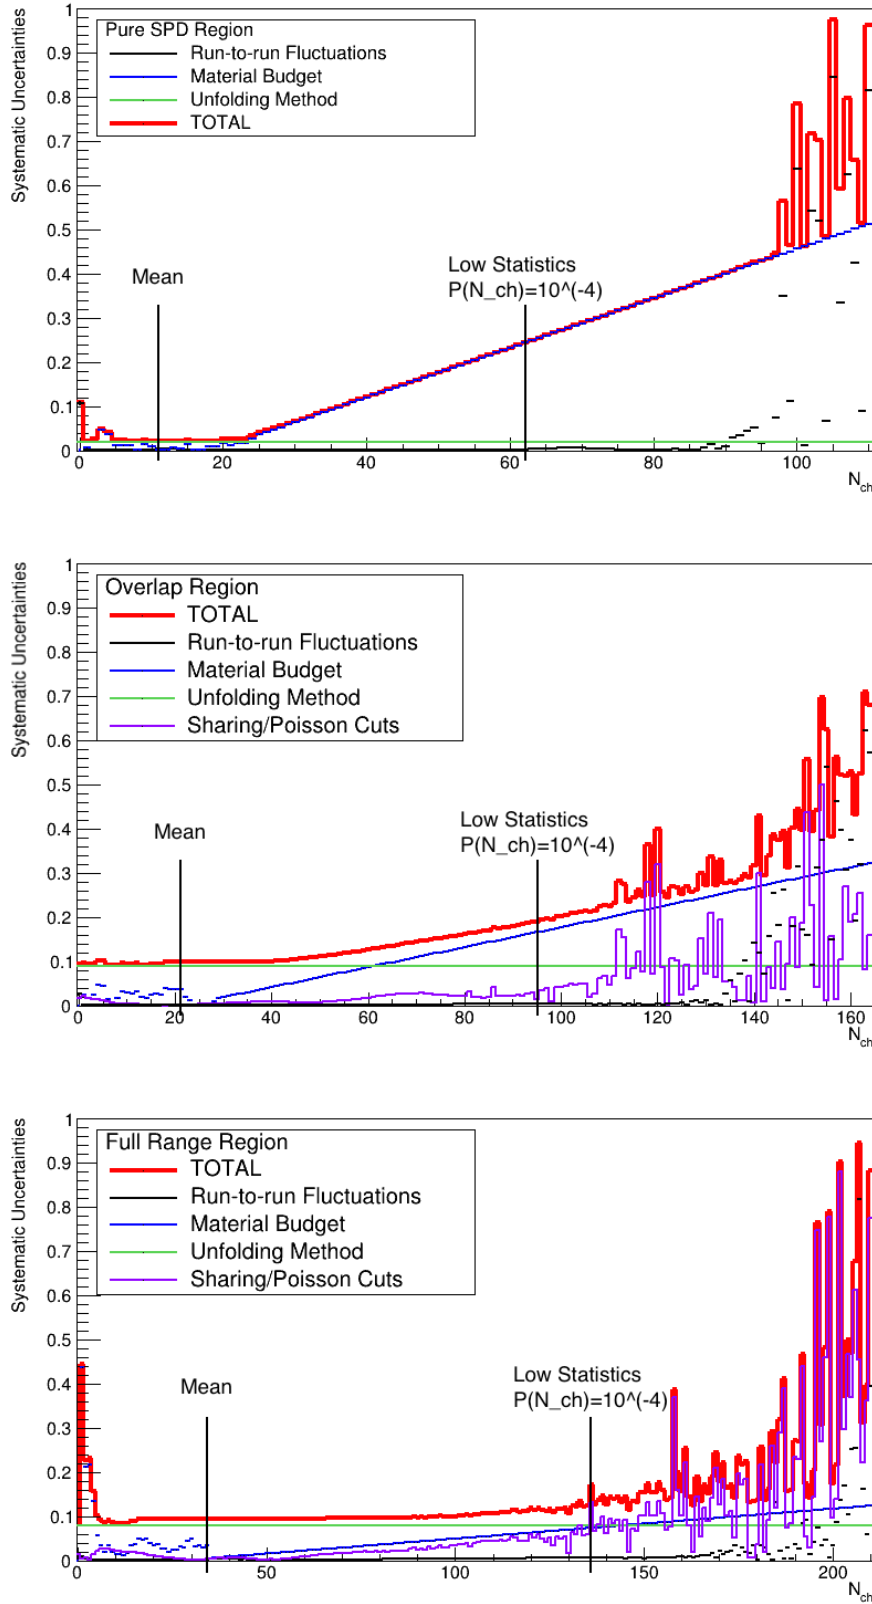 Systematic Uncertainties
Pure SPD Region
Run-to-run Fluctuations
Material Budget
Unfolding Method
TOTAL
Mean
Low Statistics
P(N_ch)=10^(-4)
1
0.9
0.8
0.7
0.6
0.5
0.4
0.3
0.2
0.1
0
0 20 40 60 80 100
N_ch
Systematic Uncertainties
Overlap Region
TOTAL
Run-to-run Fluctuations
Material Budget
Unfolding Method
Sharing/Poisson Cuts
Mean
Low Statistics
P(N_ch)=10^(-4)
1
0.9
0.8
0.7
0.6
0.5
0.4
0.3
0.2
0.1
0
0 20 40 60 80 100 120 140 160
N_ch
Systematic Uncertainties
Full Range Region
TOTAL
Run-to-run Fluctuations
Material Budget
Unfolding Method
Sharing/Poisson Cuts
Mean
Low Statistics
P(N_ch)=10^(-4)
1
0.9
0.8
0.7
0.6
0.5
0.4
0.3
0.2
0.1
0
0 50 100 150 200
N_ch